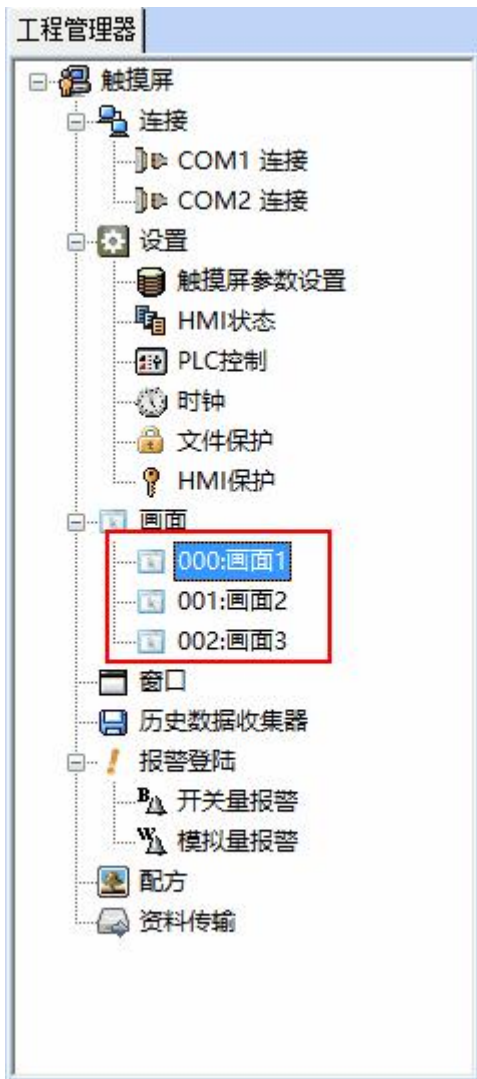 工程管理器
触摸屏
连接
COM1 连接
COM2 连接
设置
触摸屏参数设置
HMI状态
PLC控制
时钟
文件保护
HMI保护
画面
000:画面1
001:画面2
002:画面3
窗口
历史数据收集器
报警登陆
开关量报警
模拟量报警
配方
资料传输